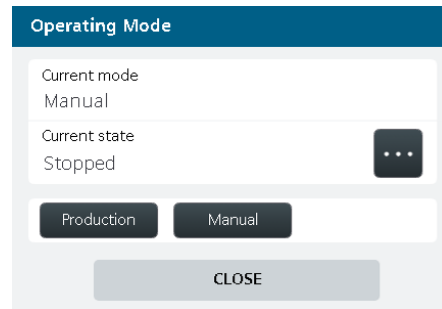 Operating Mode
Current mode
Manual
Current state
Stopped
...
Production Manual
CLOSE